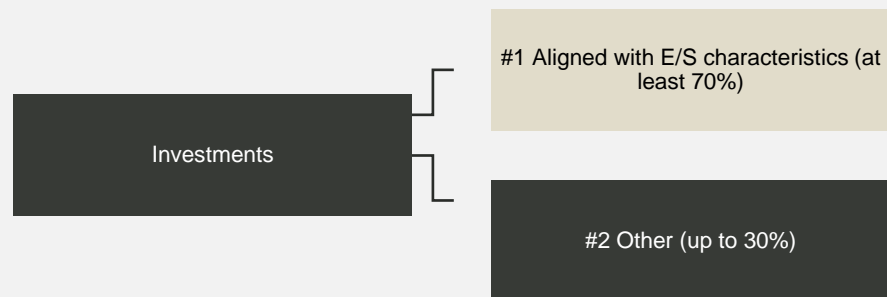 #1 Aligned with E/S characteristics (at
least 70%)
Investments
#2 Other (up to 30%)